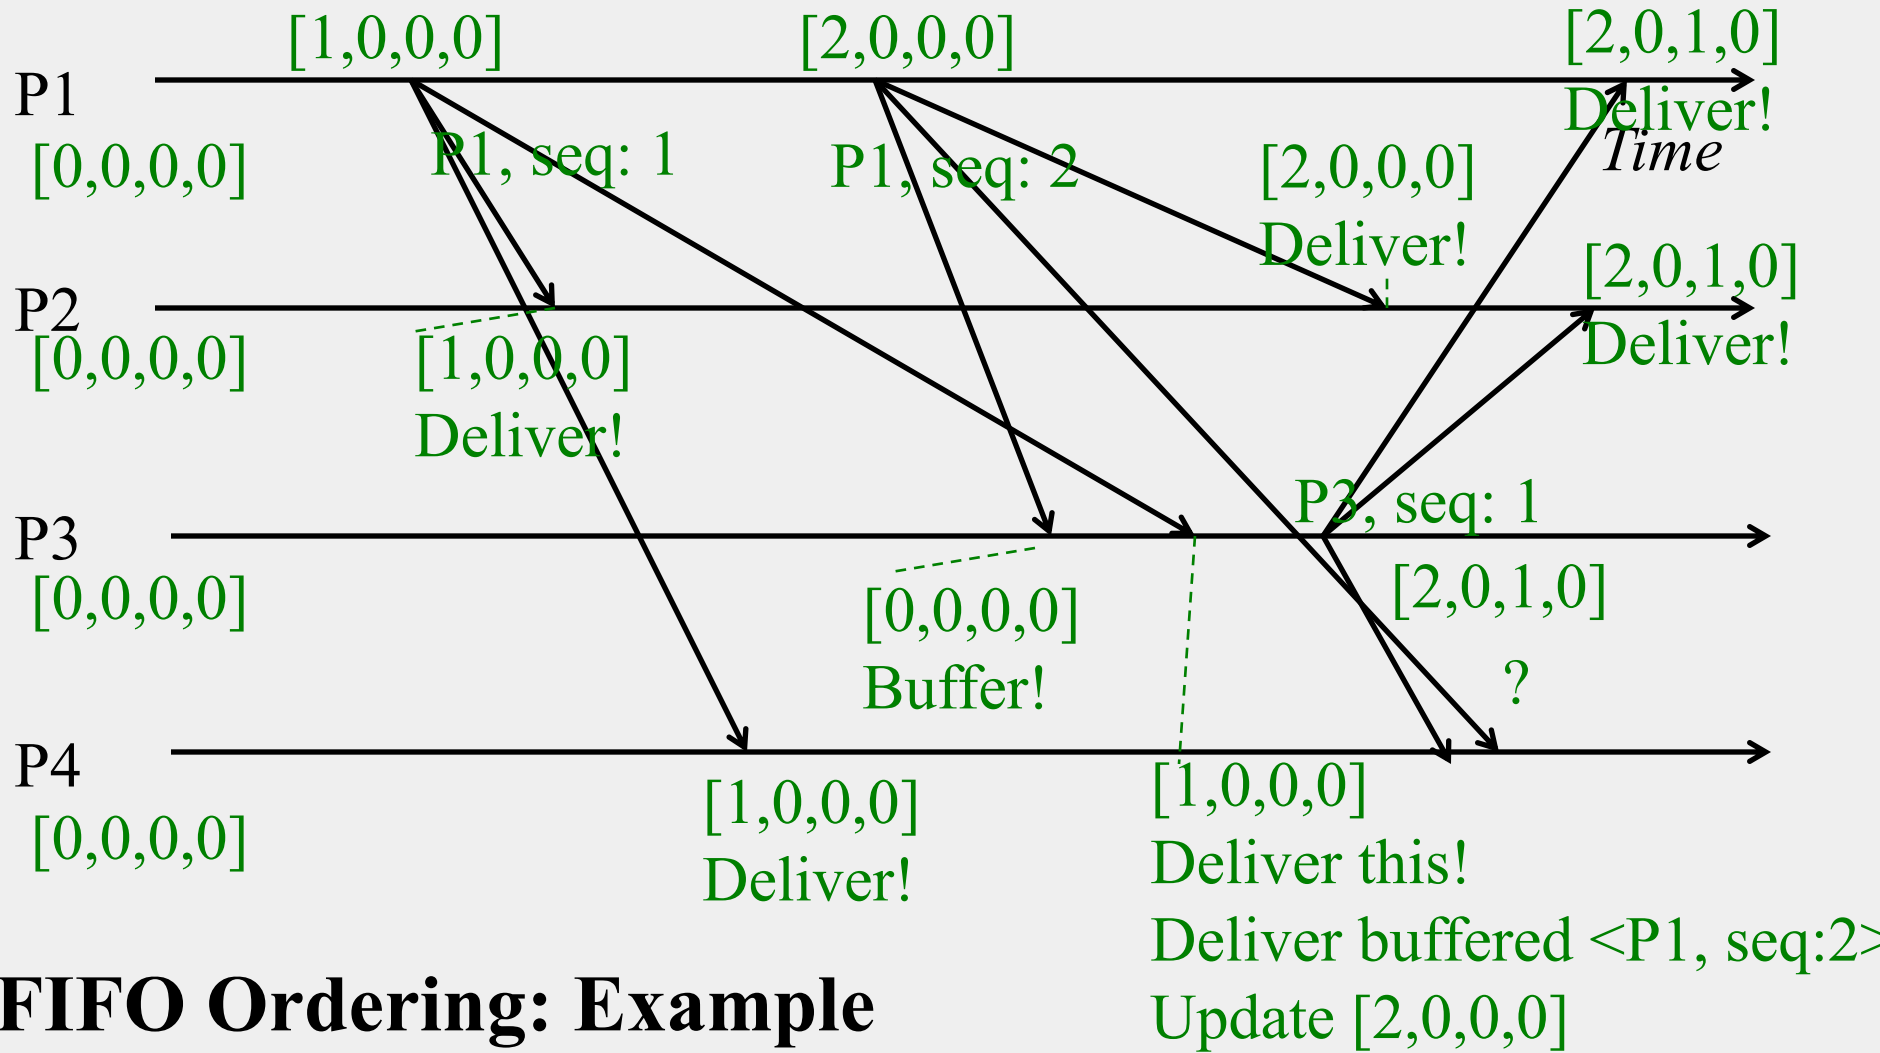 [1,0,0,0]
[2,0,0,0]
[2,0,1,0]
P1
Deliver!
Time
[0,0,0,0]
P1, seq: 1
P1, seq: 2
[2,0,0,0]
Deliver!
[2,0,1,0]
P2
[0,0,0,0]
[1,0,0,0]
Deliver!
Deliver!
P3, seq: 1
P3
[0,0,0,0]
[0,0,0,0]
Buffer!
[2,0,1,0]
?
P4
[0,0,0,0]
[1,0,0,0]
Deliver!
[1,0,0,0]
Deliver this!
Deliver buffered <P1, seq:2>
Update [2,0,0,0]
FIFO Ordering: Example